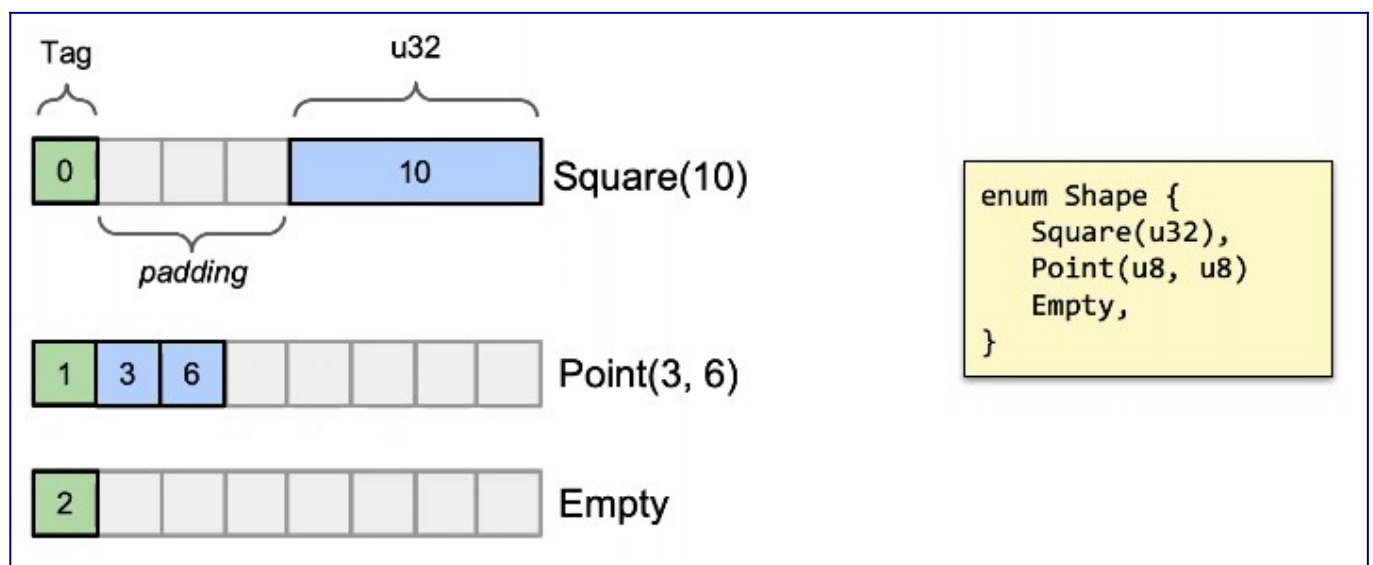 Tag
u32
0
10
Square(10)
padding
1 3 6
Point(3, 6)
2
Empty
enum Shape {
Square(u32),
Point(u8, u8)
Empty,
}